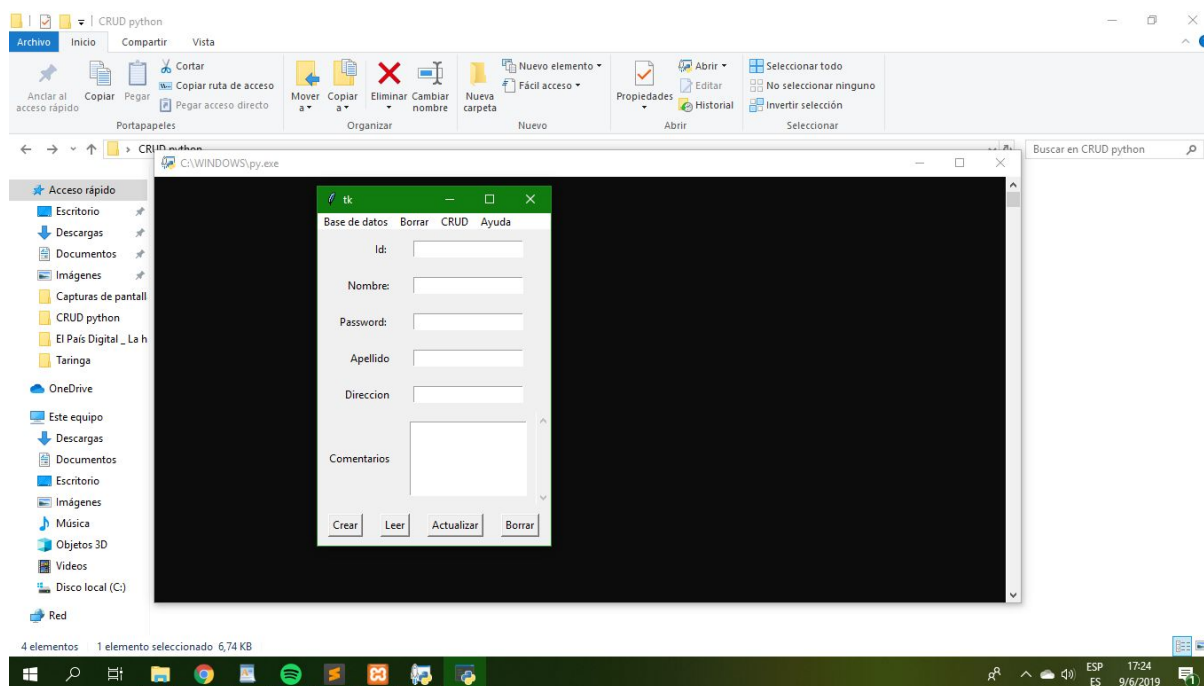 CRUD python
Archivo Inicio Compartir Vista
Anclar al acceso rápido
Copiar
Pegar
Cortar
Copiar ruta de acceso
Pegar acceso directo
Portapapeles
Mover a
Copiar a
Eliminar
Cambiar nombre
Organizar
Nueva carpeta
Nuevo elemento
Fácil acceso
Nuevo
Propiedades
Abrir
Editar
Historial
Abrir
Seleccionar todo
No seleccionar ninguno
Invertir selección
Seleccionar
CRUD python
Buscar en CRUD python
Acceso rápido
Escritorio
Descargas
Documentos
Imágenes
Capturas de pantall
CRUD python
El País Digital _ La h
Taringa
OneDrive
Este equipo
Descargas
Documentos
Escritorio
Imágenes
Música
Objetos 3D
Videos
Disco local (C:)
Red
C:\WINDOWS\py.exe
tk
Base de datos Borrar CRUD Ayuda
Id:
Nombre:
Password:
Apellido
Direccion
Comentarios
Crear Leer Actualizar Borrar
4 elementos 1 elemento seleccionado 6,74 KB
ESP
ES
17:24
9/6/2019